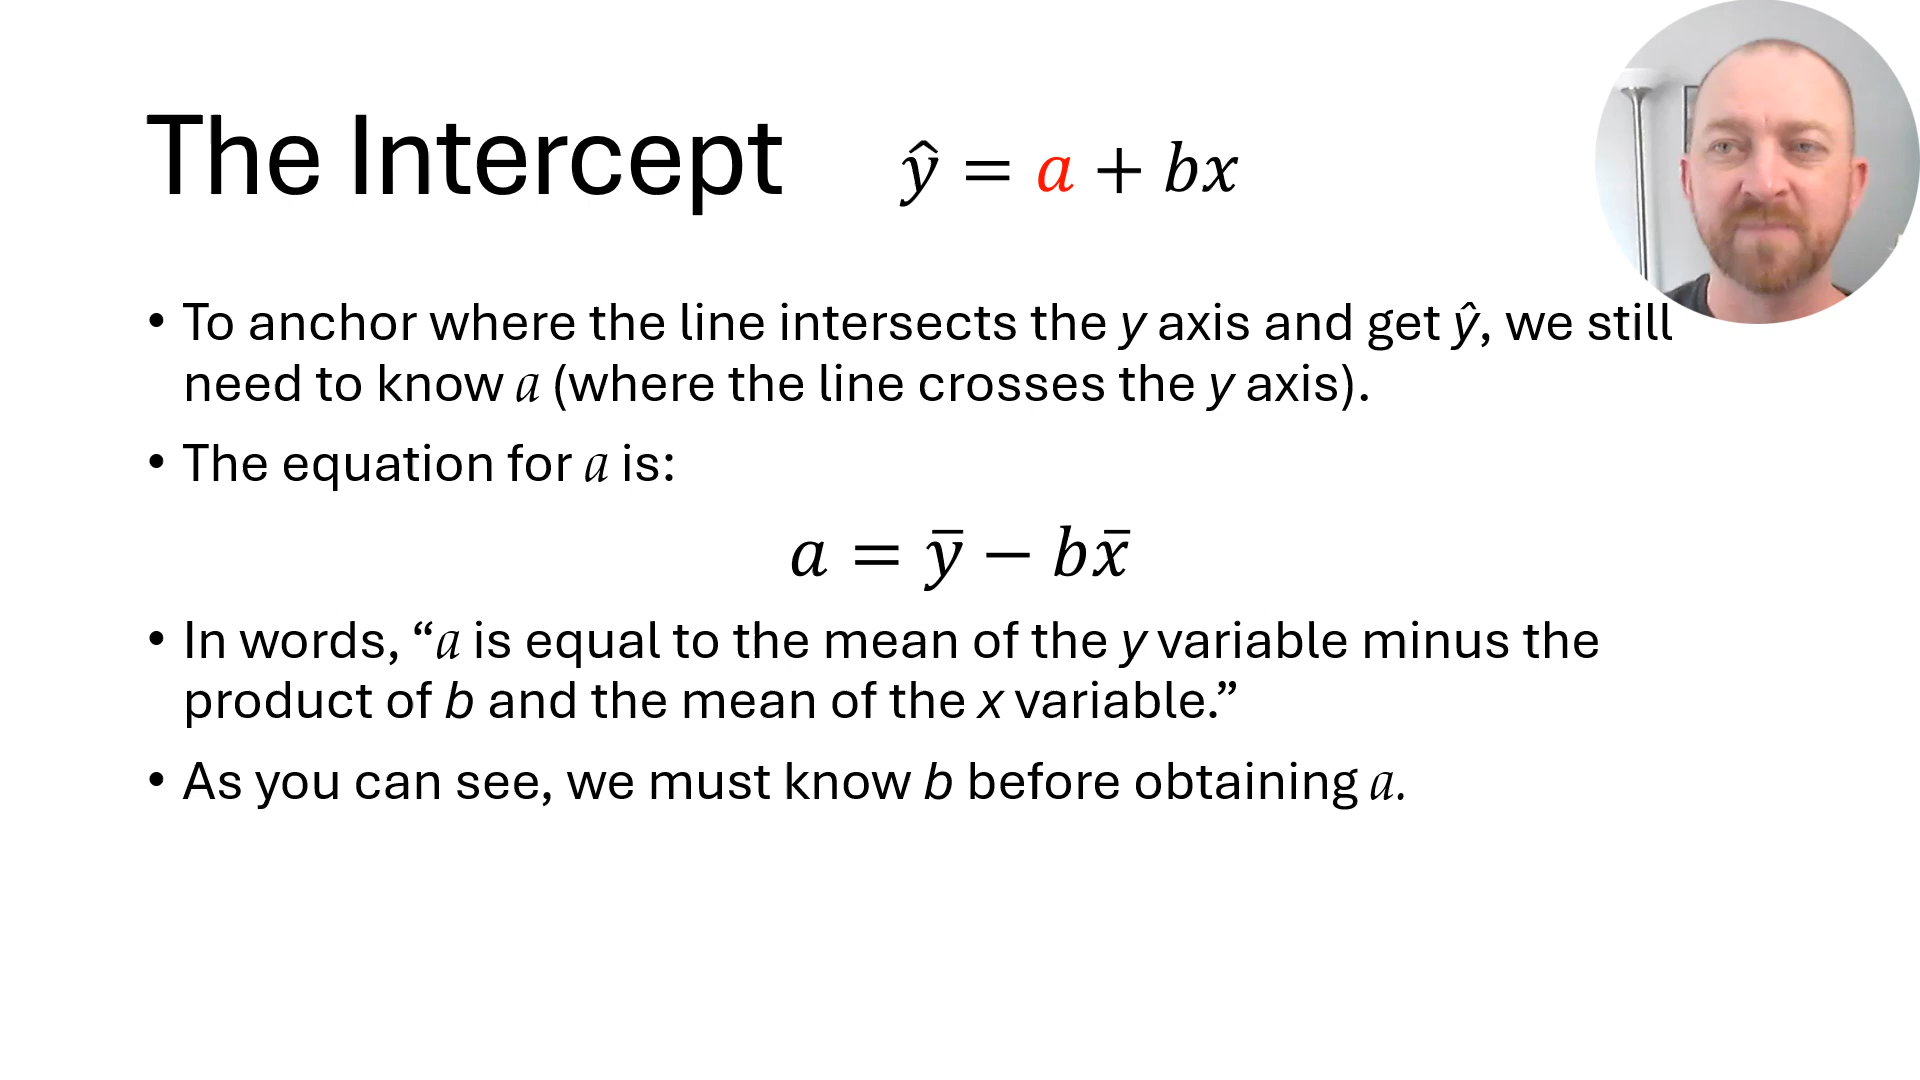 The Intercept ŷ = a + bx
• To anchor where the line intersects the y axis and get ŷ, we still
need to know a (where the line crosses the y axis).
• The equation for a is:
a = ȳ − bx̄
• In words, “a is equal to the mean of the y variable minus the
product of b and the mean of the x variable.”
• As you can see, we must know b before obtaining a.